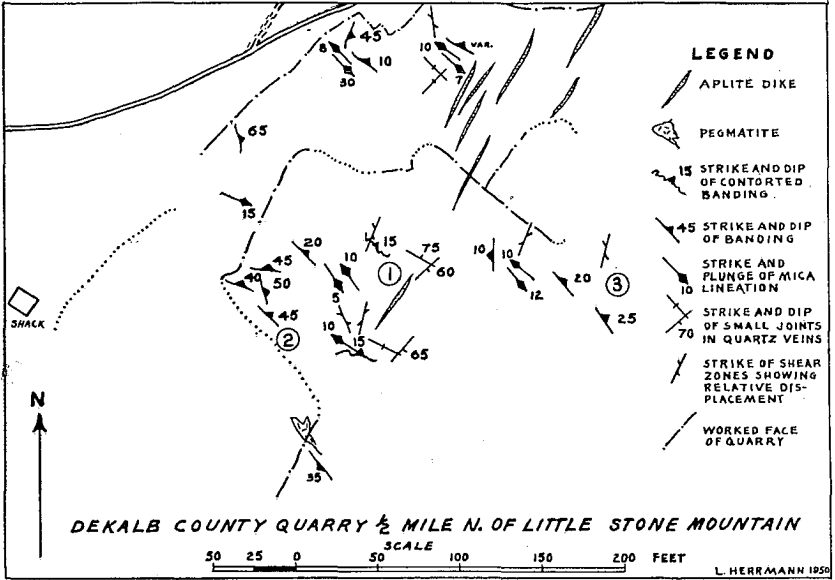 45
8
10
30
10
VAR.
7
65
15
LEGEND
APLITE DIKE
PEGMATITE
15 STRIKE AND DIP
OF CONTORTED
BANDING
45 STRIKE AND DIP
OF BANDING
STRIKE AND
PLUNGE OF MICA
10 LINEATION
STRIKE AND DIP
OF SMALL JOINTS
70 IN QUARTZ VEINS
STRIKE OF SHEAR
ZONES SHOWING
RELATIVE DIS-
PLACEMENT
WORKED FACE
OF QUARRY
20
15
75
10
60
1
5
45
40
50
45
2
10
15
65
10
10
12
20
3
25
SHACK
N
35
DEKALB COUNTY QUARRY 1/2 MILE N. OF LITTLE STONE MOUNTAIN
SCALE
50 25 0 50 100 150 200 FEET
L. HERRMANN 1950